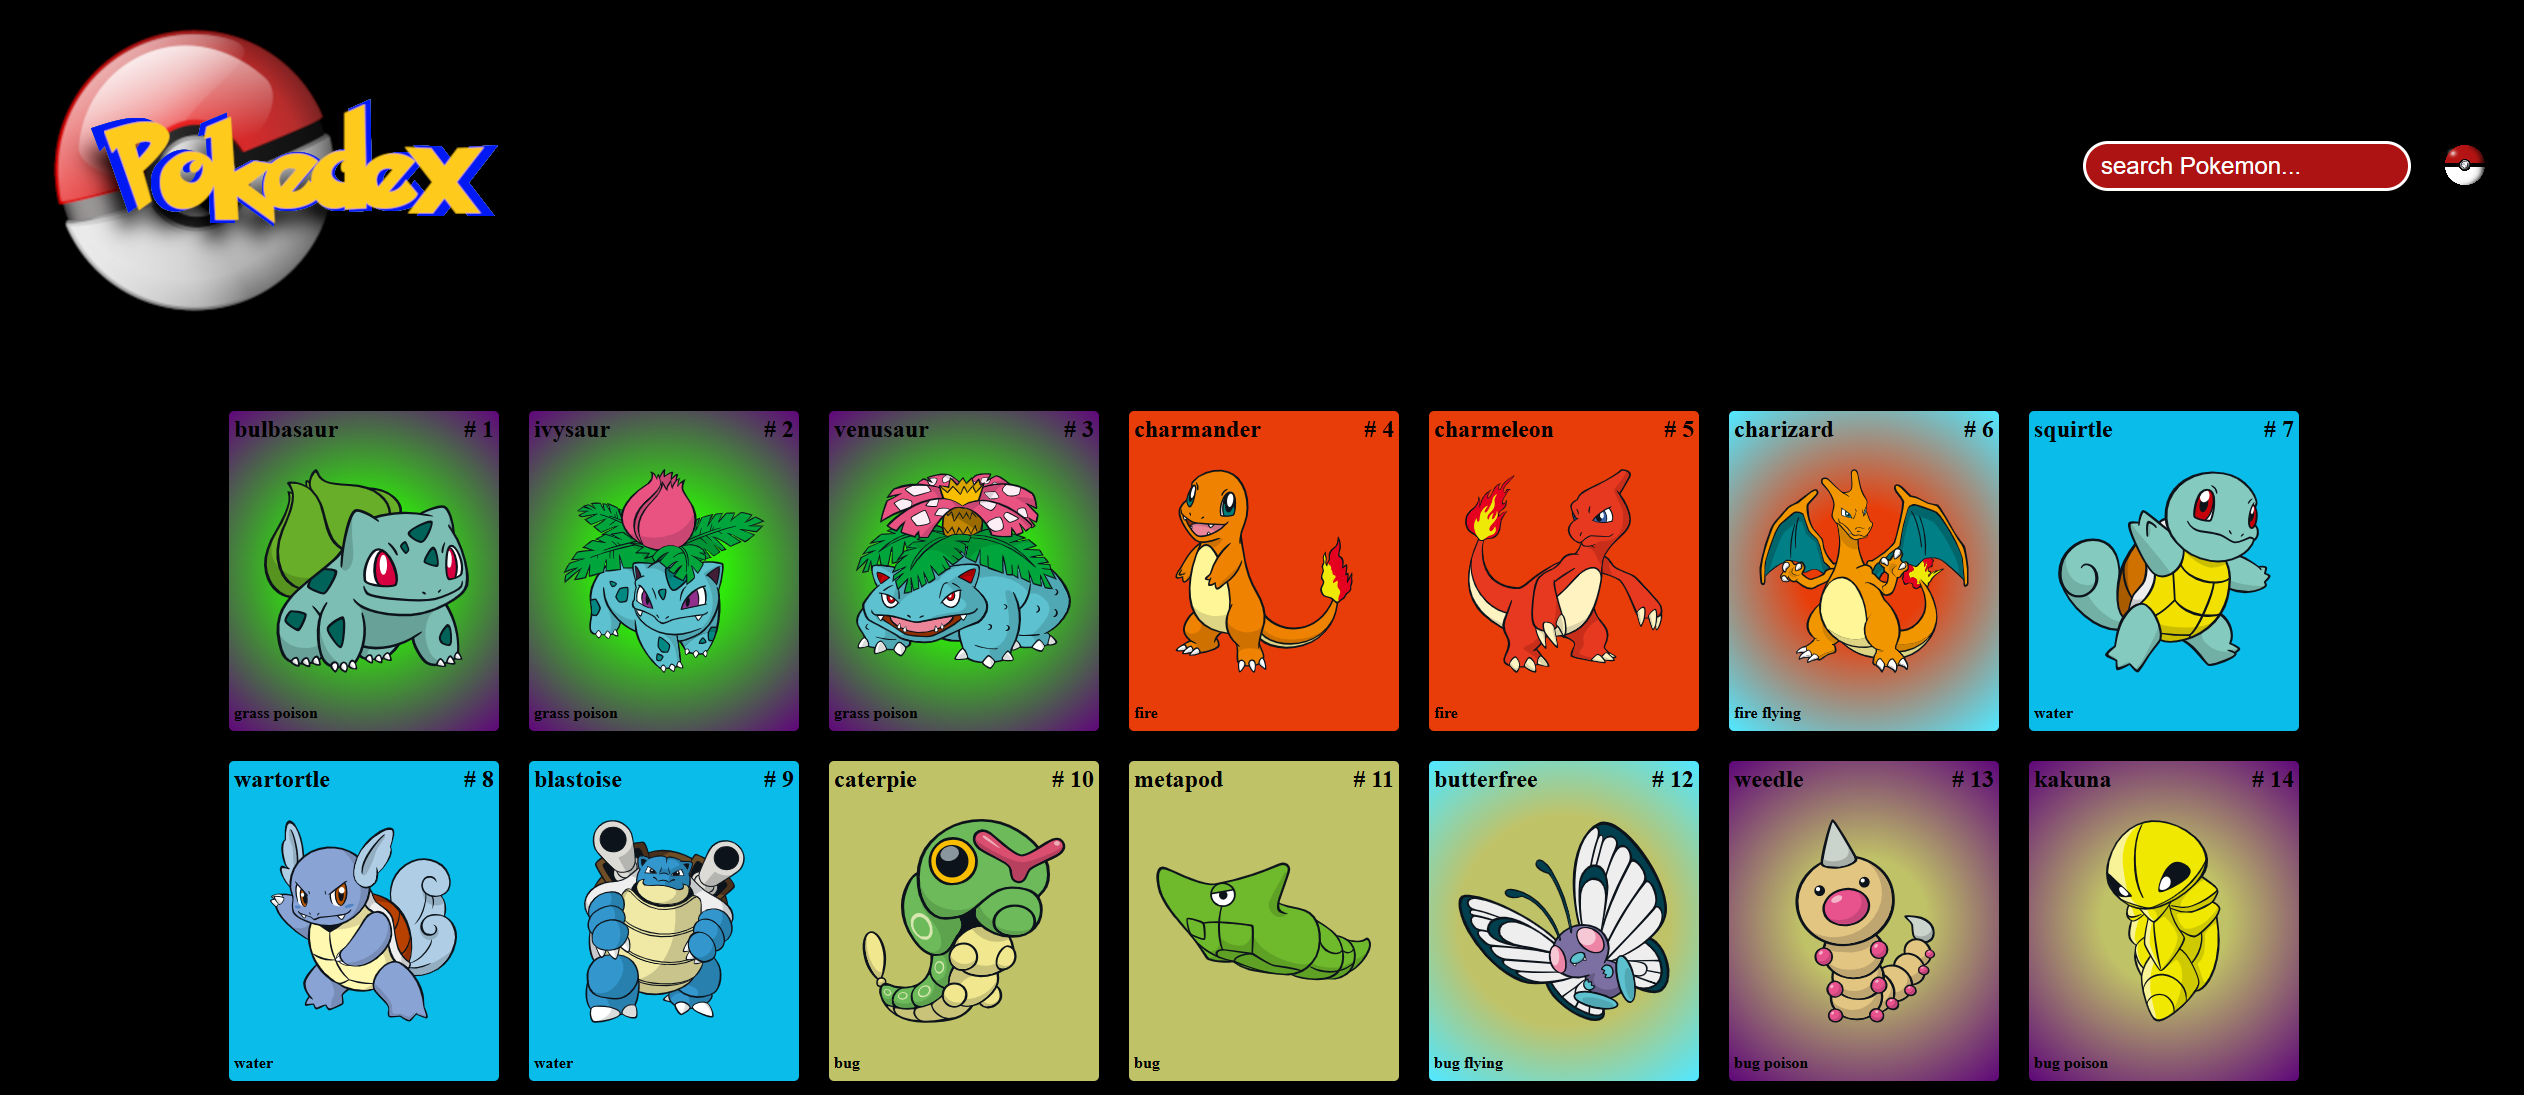 Pokedex
search Pokemon...
bulbasaur # 1
ivysaur # 2
venusaur # 3
charmander # 4
charmeleon # 5
charizard # 6
squirtle # 7
grass poison
grass poison
grass poison
fire
fire
fire flying
water
wartortle # 8
blastoise # 9
caterpie # 10
metapod # 11
butterfree # 12
weedle # 13
kakuna # 14
water
water
bug
bug
bug flying
bug poison
bug poison